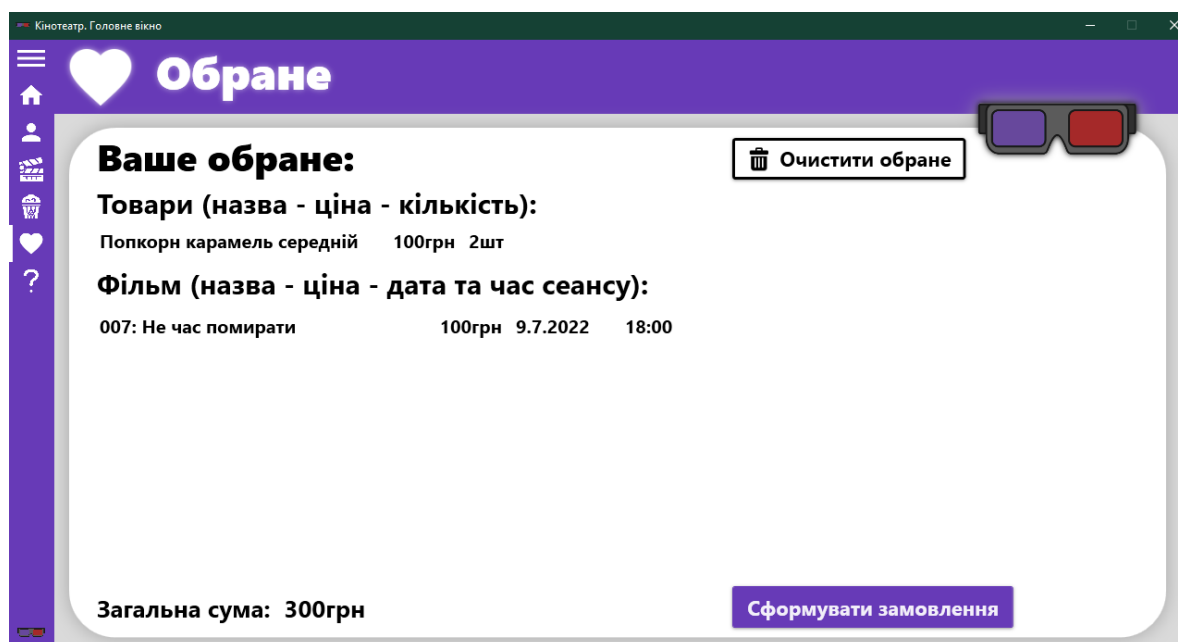 Кінотеатр. Головне вікно
Обране
Ваше обране:
Очистити обране
Товари (назва - ціна - кількість):
Попкорн карамель середній 100грн 2шт
Фільм (назва - ціна - дата та час сеансу):
007: Не час помирати 100грн 9.7.2022 18:00
Загальна сума: 300грн
Сформувати замовлення